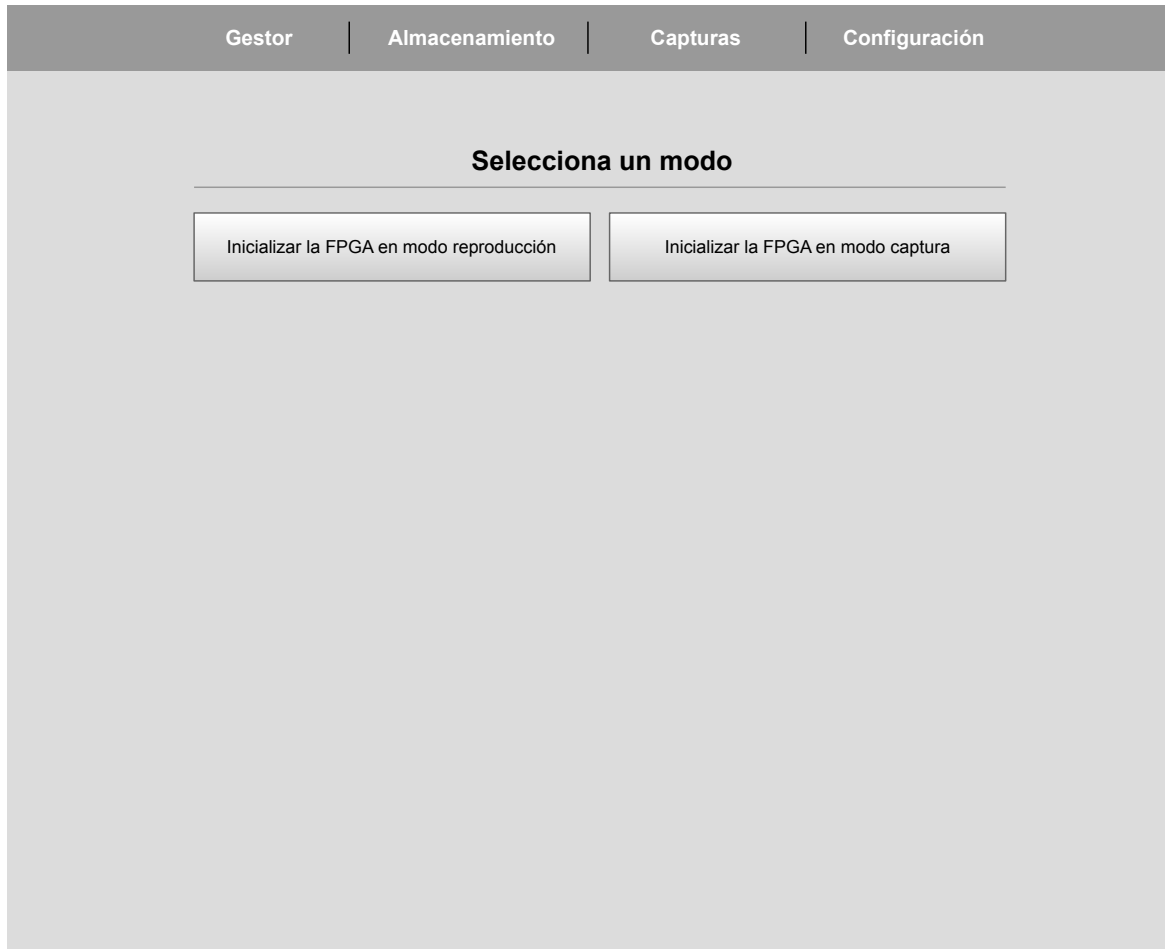 Gestor Almacenamiento Capturas Configuración
Selecciona un modo
Inicializar la FPGA en modo reproducción Inicializar la FPGA en modo captura